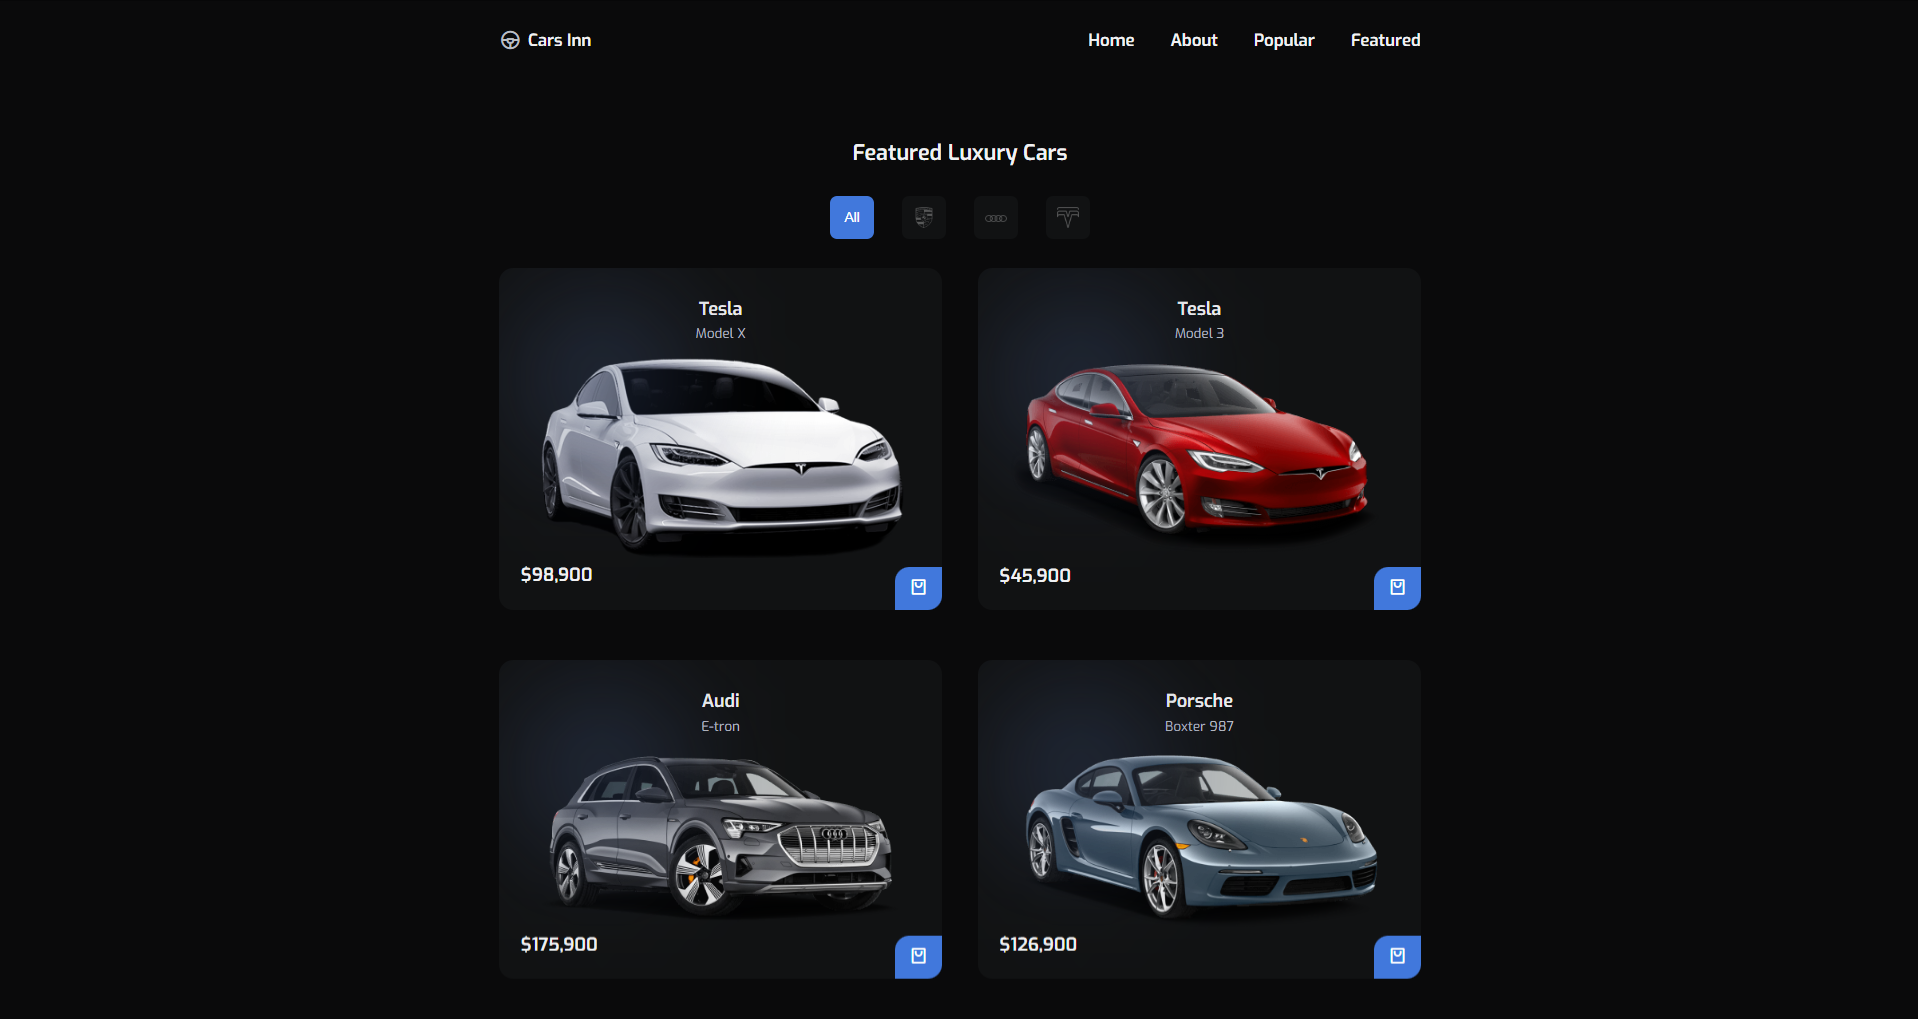 Cars Inn
Home About Popular Featured
Featured Luxury Cars
All
Tesla
Model X
$98,900
Tesla
Model 3
$45,900
Audi
E-tron
$175,900
Porsche
Boxter 987
$126,900